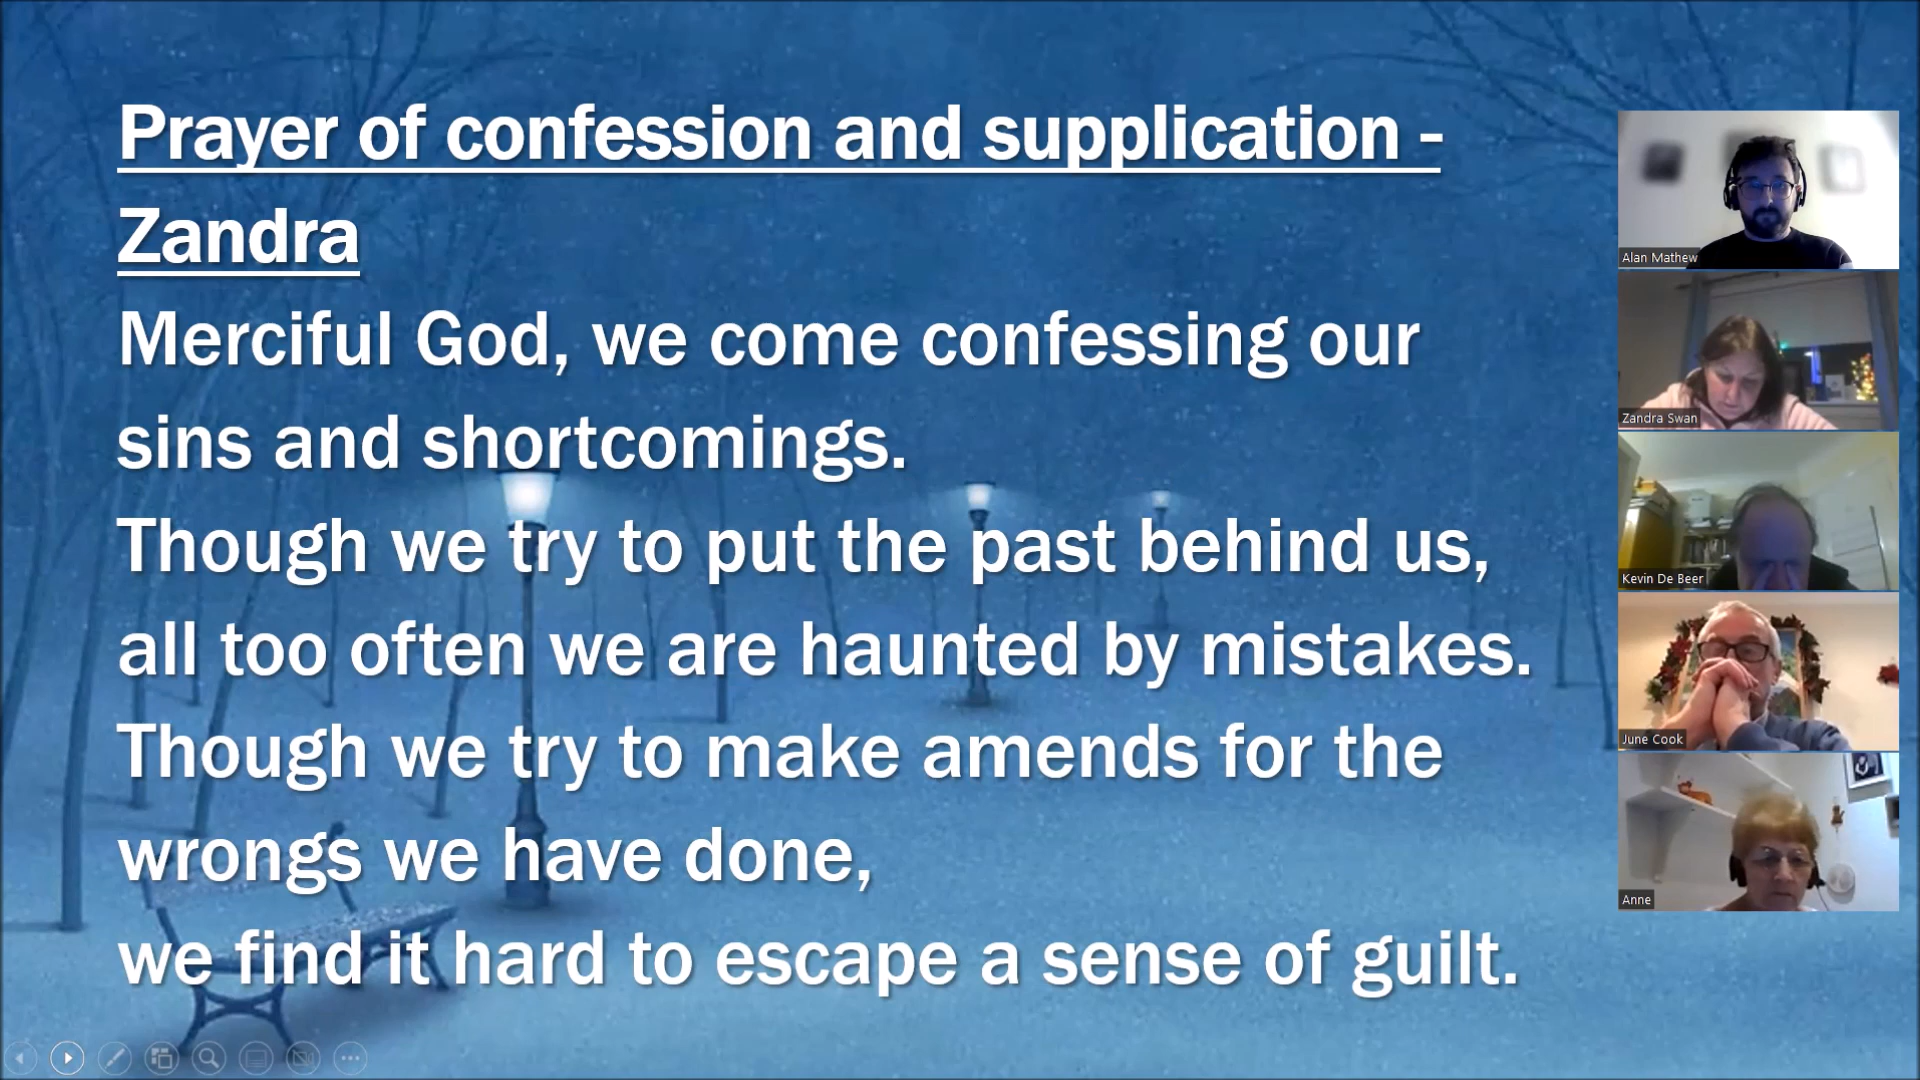 Prayer of confession and supplication -
Zandra
Merciful God, we come confessing our
sins and shortcomings.
Though we try to put the past behind us,
all too often we are haunted by mistakes.
Though we try to make amends for the
wrongs we have done,
we find it hard to escape a sense of guilt.
Alan Mathew
Zandra Swan
Kevin De Beer
June Cook
Anne